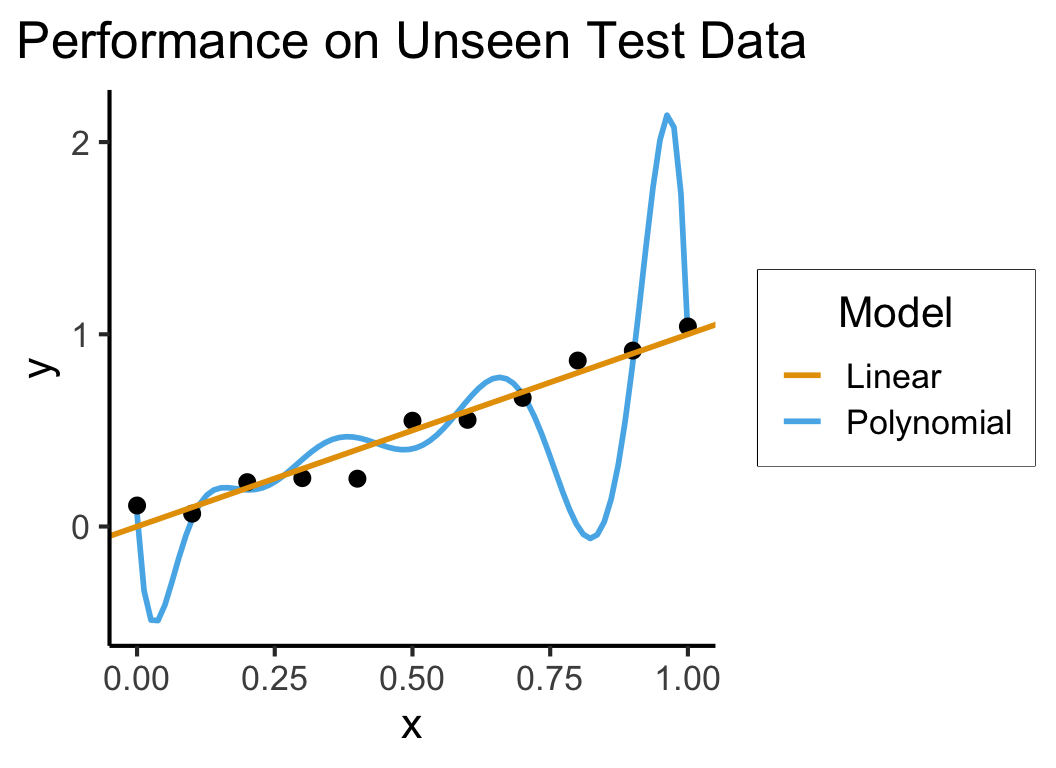 Performance on Unseen Test Data
2
1
0
y
0.00 0.25 0.50 0.75 1.00
x
Model
Linear
Polynomial